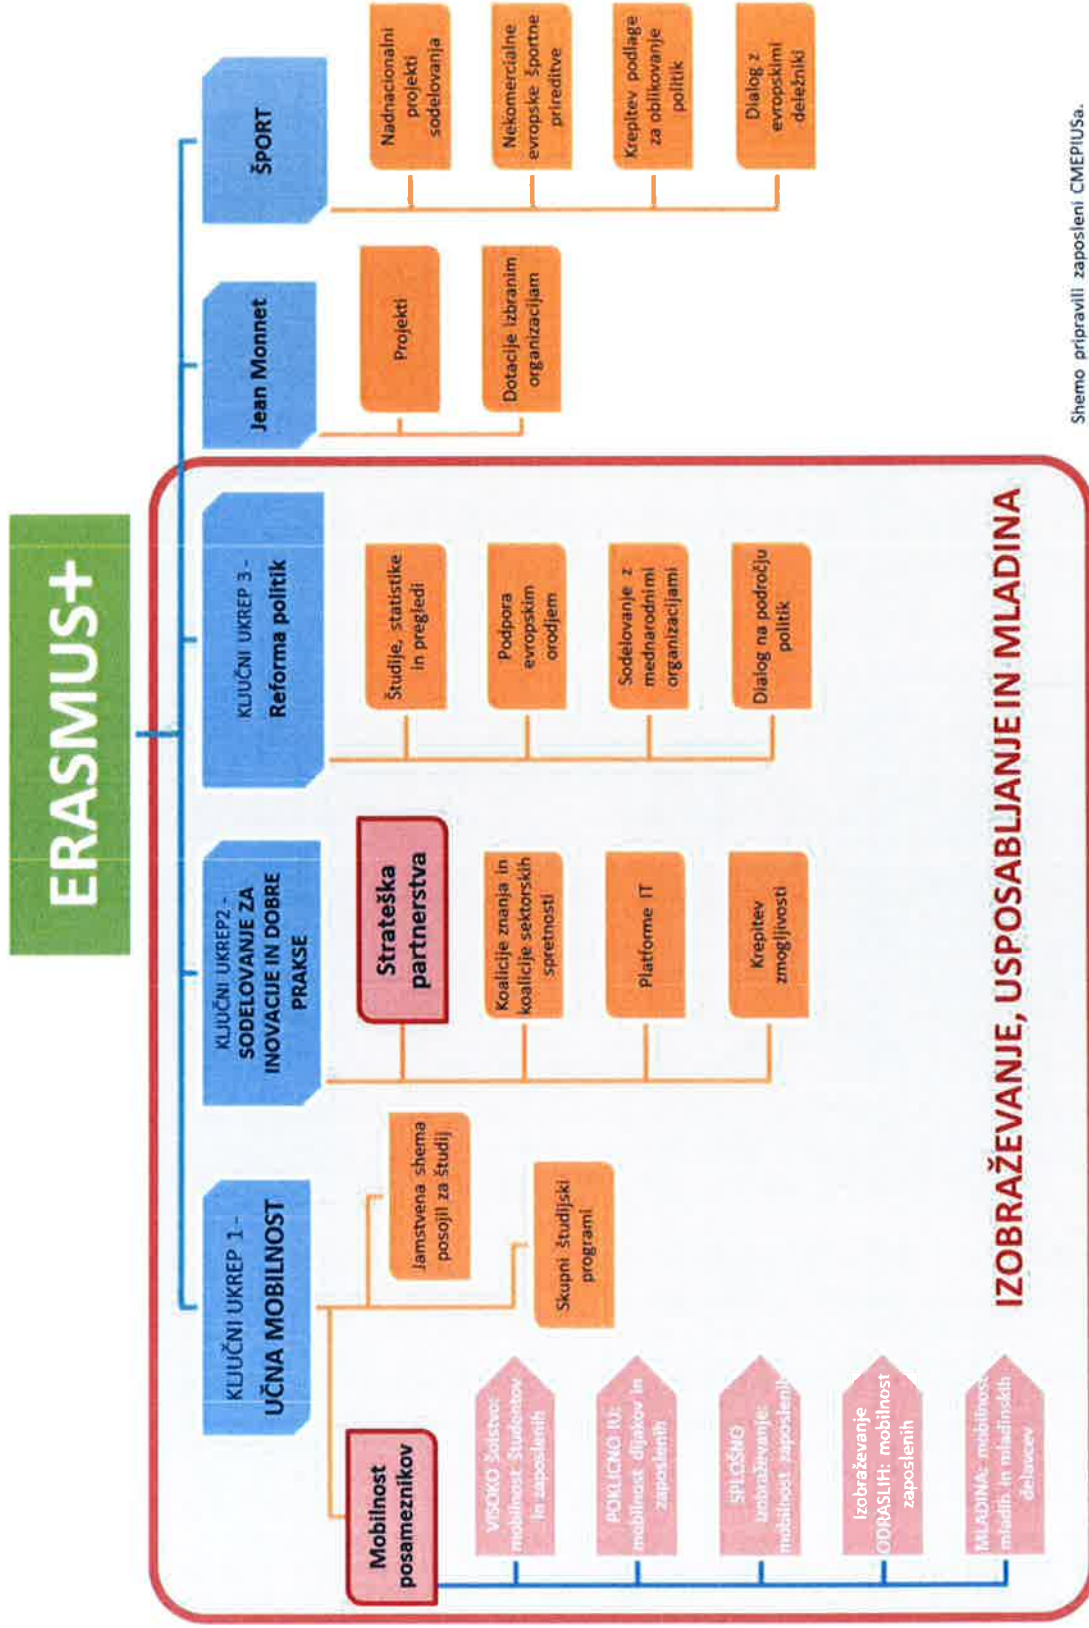 ERASMUS+
KLJUČNI UKREP 1 -
UČNA MOBILNOST
Mobilnost
posameznikov
VISOKO šolstvo:
mobilnost študentov
in zaposlenih
POKLICNO IU:
mobilnost dijakov in
zaposlenih
SPLOŠNO
izobraževanje:
mobilnost zaposlenih
Izobraževanje
ODRASLIH: mobilnost
zaposlenih
MLADINA: mobilnost
mladih in mladinskih
delavcev
Jamstvena shema
posojil za študij
Skupni študijski
programi
KLJUČNI UKREP2 -
SODELOVANJE ZA
INOVACIJE IN DOBRE
PRAKSE
Strateška
partnerstva
Koalicije znanja in
koalicije sektorskih
spretnosti
Platforme IT
Krepitev
zmogljivosti
KLJUČNI UKREP 3 -
Reforma politik
Študije, statistike
in pregledi
Podpora
evropskim
orodjem
Sodelovanje z
mednarodnimi
organizacijami
Dialog na področju
politik
Jean Monnet
Projekti
Dotacije izbranim
organizacijam
ŠPORT
Nadnacionalni
projekti
sodelovanja
Nekomercialne
evropske športne
prireditve
Krepitev podlage
za oblikovanje
politik
Dialog z
evropskimi
deležniki
IZOBRAŽEVANJE, USPOSABLJANJE IN MLADINA
Shemo pripravili zaposleni CMEPIUSa.